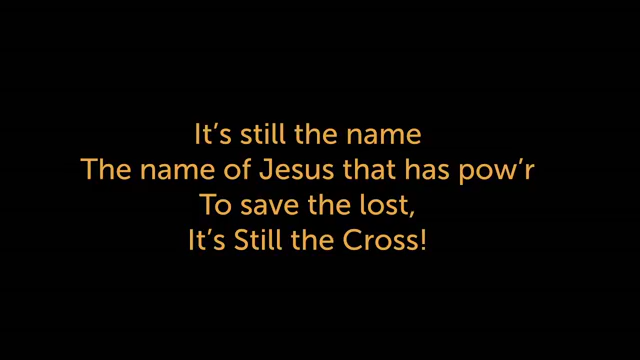 It’s still the name
The name of Jesus that has pow’r
To save the lost,
It’s Still the Cross!